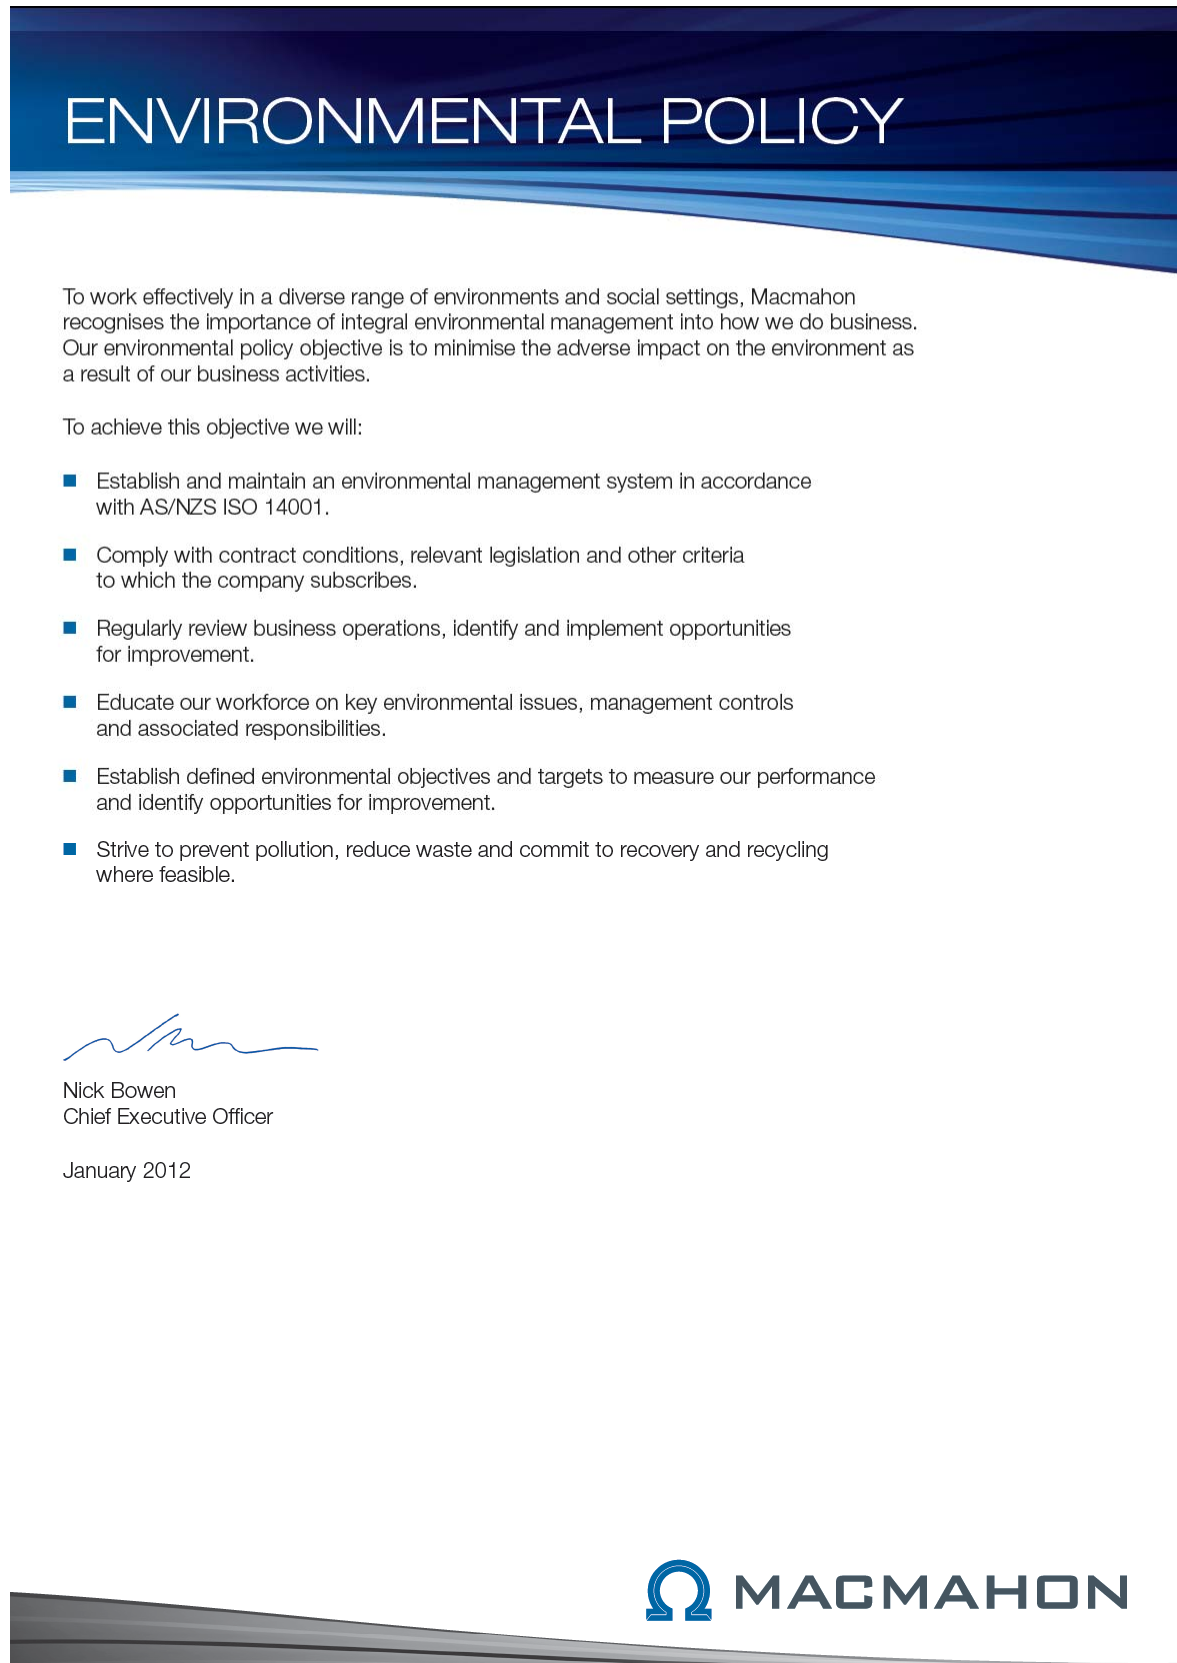 ENVIRONMENTAL POLICY
To work effectively in a diverse range of environments and social settings, Macmahon
recognises the importance of integral environmental management into how we do business.
Our environmental policy objective is to minimise the adverse impact on the environment as
a result of our business activities.
To achieve this objective we will:
Establish and maintain an environmental management system in accordance
with AS/NZS ISO 14001.
Comply with contract conditions, relevant legislation and other criteria
to which the company subscribes.
Regularly review business operations, identify and implement opportunities
for improvement.
Educate our workforce on key environmental issues, management controls
and associated responsibilities.
Establish defined environmental objectives and targets to measure our performance
and identify opportunities for improvement.
Strive to prevent pollution, reduce waste and commit to recovery and recycling
where feasible.
Nick Bowen
Chief Executive Officer
January 2012
MACMAHON